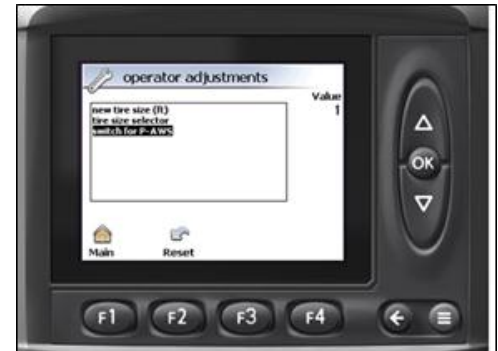 operator adjustments
Value
new tire size (ft)
1
tire size selector
switch for P-AWS
Main
Reset
OK
F1
F2
F3
F4